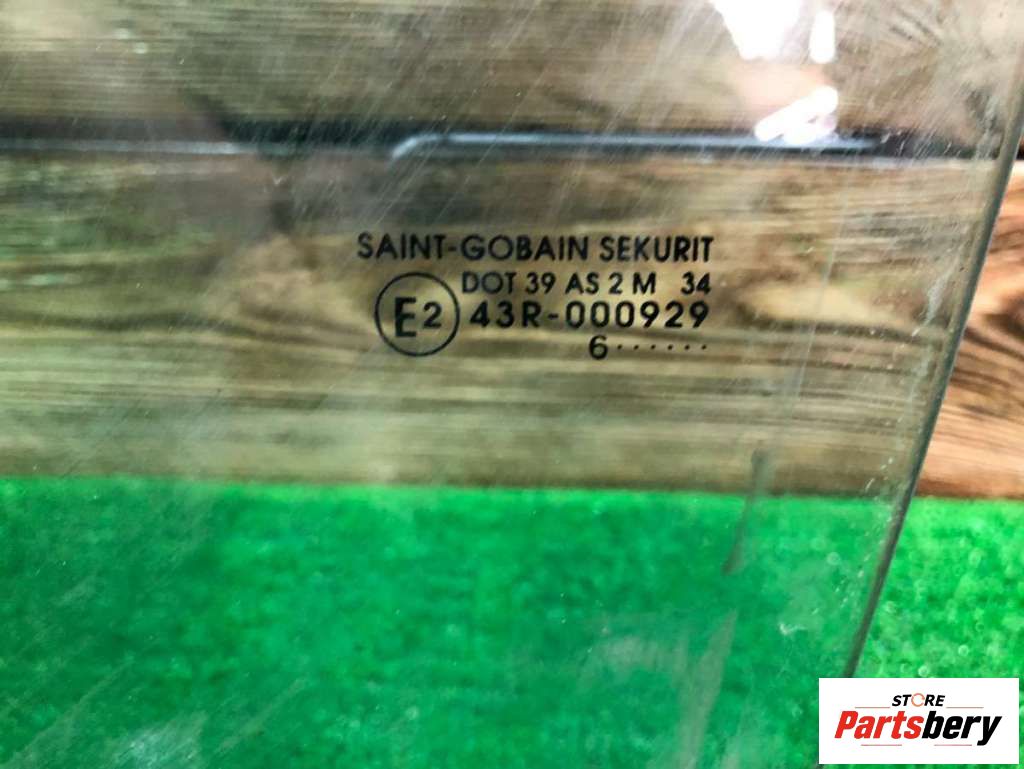 SAINT-GOBAIN SEKURIT
DOT 39 AS 2 M 34
E2 43R-000929
6······
STORE
Partsbery